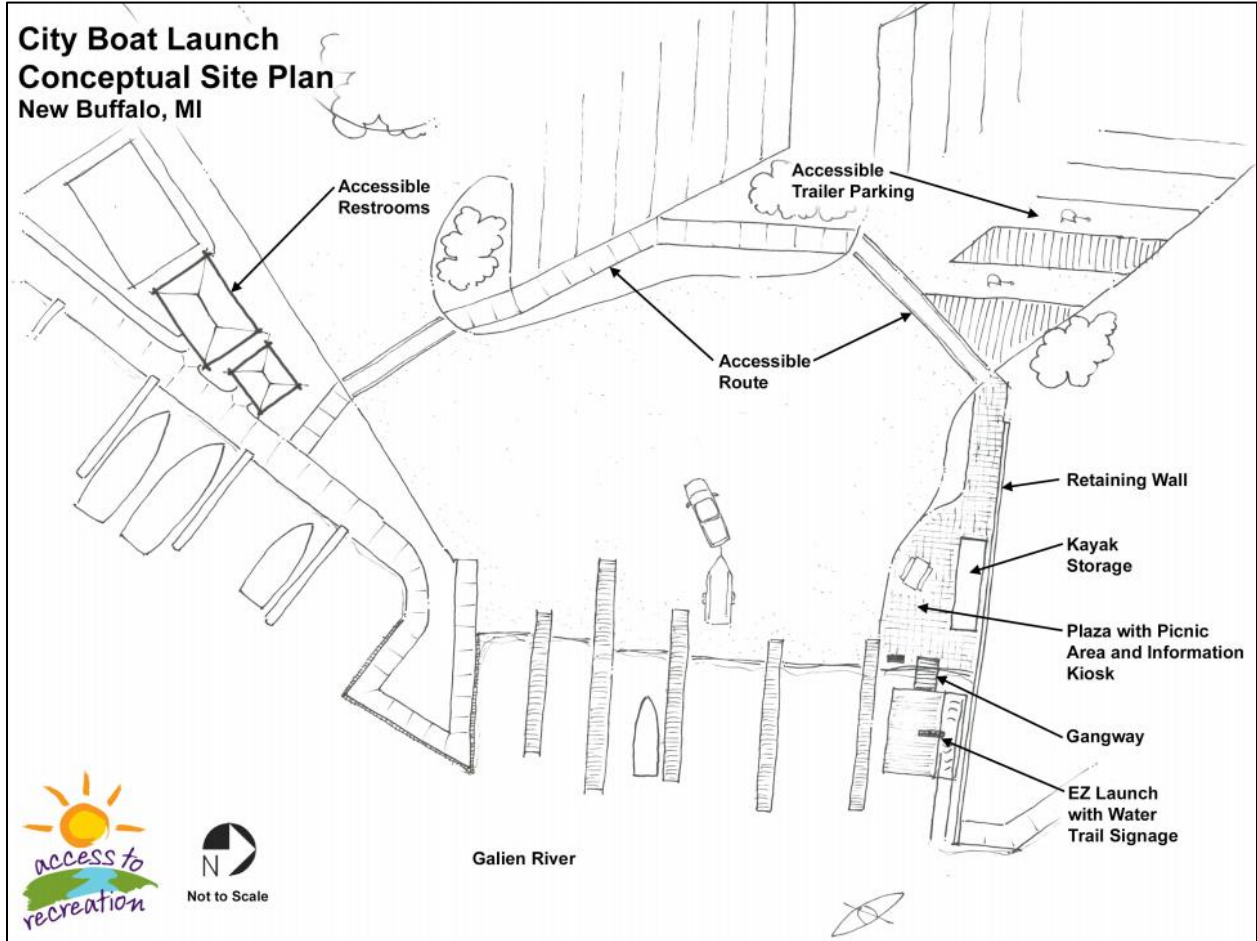 City Boat Launch
Conceptual Site Plan
New Buffalo, MI
Accessible
Restrooms
Accessible
Trailer Parking
Accessible
Route
Retaining Wall
Kayak
Storage
Plaza with Picnic
Area and Information
Kiosk
Gangway
EZ Launch
with Water
Trail Signage
Galien River
access to
recreation
N
Not to Scale